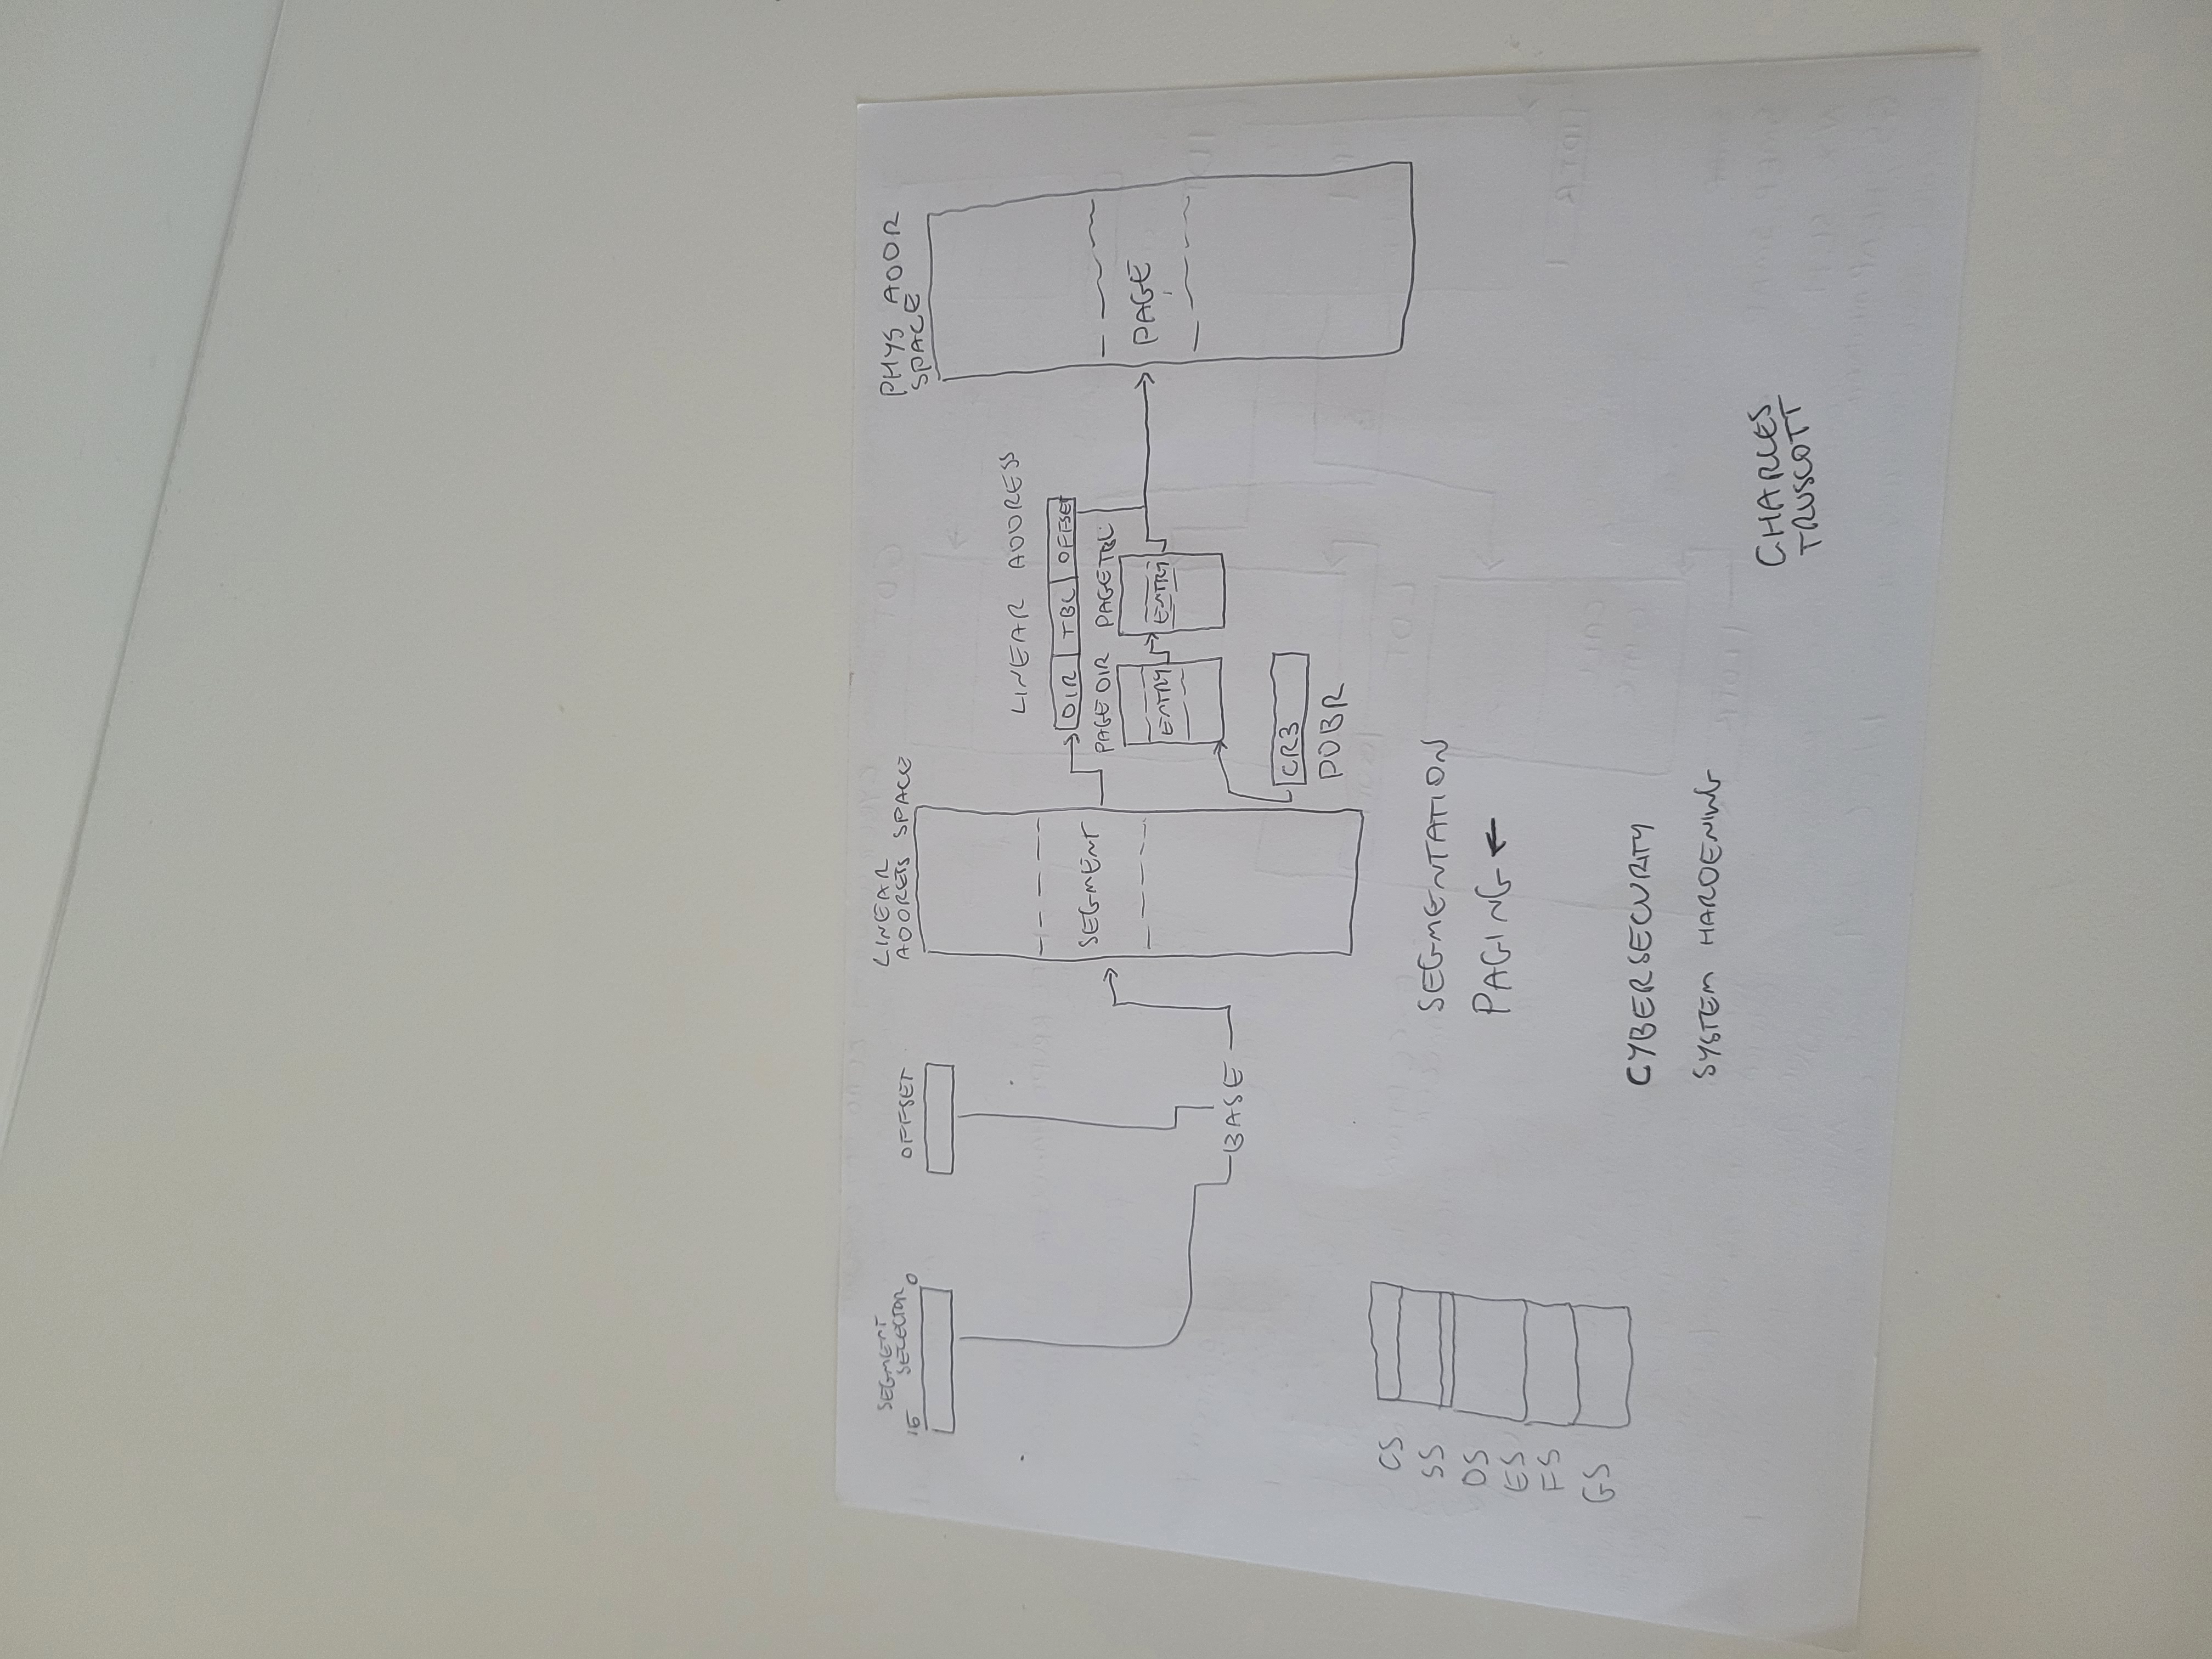 SEGMENT
SELECTOR
15 0
OFFSET
LINEAR
ADDRETS SPACE
PHYS ADDR
SPACE
LINEAR ADDRESS
DIR TBL OFFSET
SEGMENT
PAGE DIR PAGE TBL
ENTRY ENTRY
PAGE
BASE
CR3
PDBR
CS
SS
DS
ES
FS
GS
SEGMENTATION
PAGING ←
CYBERSECURITY
SYSTEM HARDENING
CHARLES
TRUSCOTT